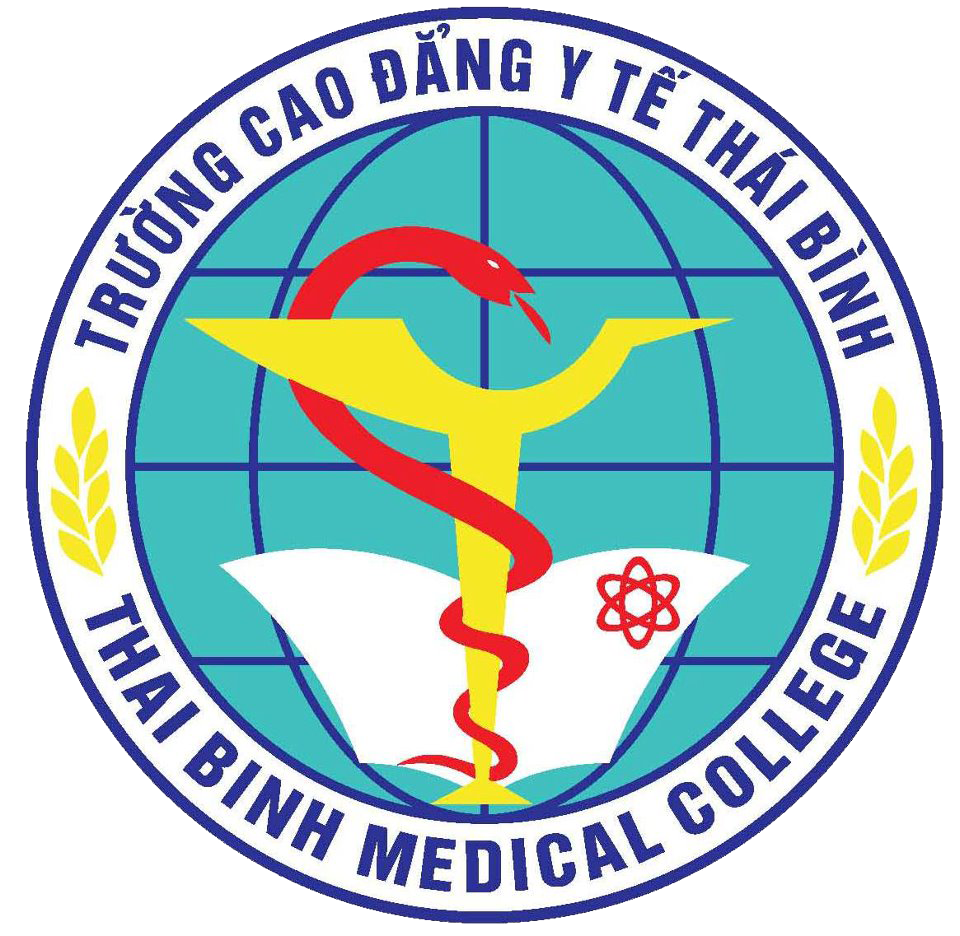 TRƯỜNG CAO ĐẲNG Y TẾ THÁI BÌNH
THAI BINH MEDICAL COLLEGE